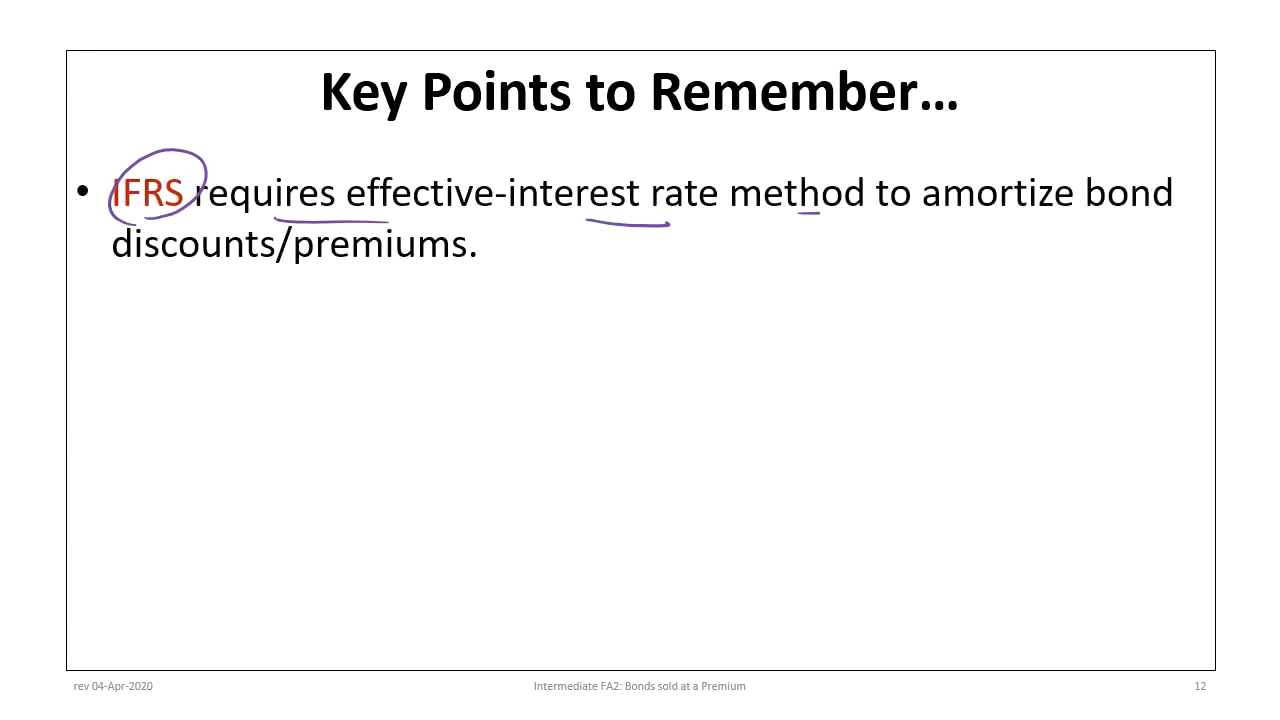 Key Points to Remember…
• IFRS requires effective-interest rate method to amortize bond
discounts/premiums.
rev 04-Apr-2020
Intermediate FA2: Bonds sold at a Premium
12